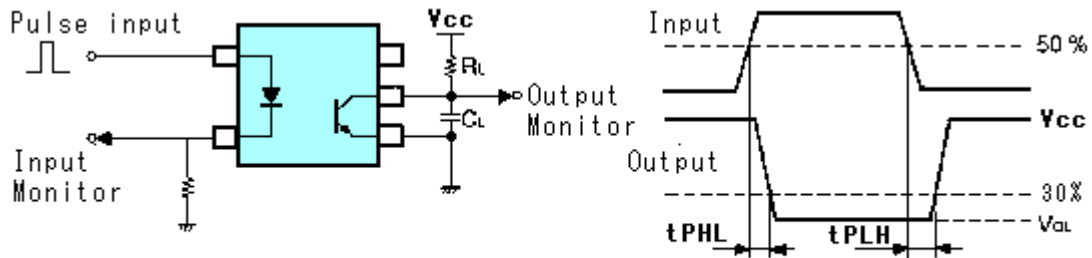 Pulse input
Vcc
RL
CL
Output
Monitor
Input
Monitor
Input
50%
Vcc
Output
30%
VOL
tPHL
tPLH